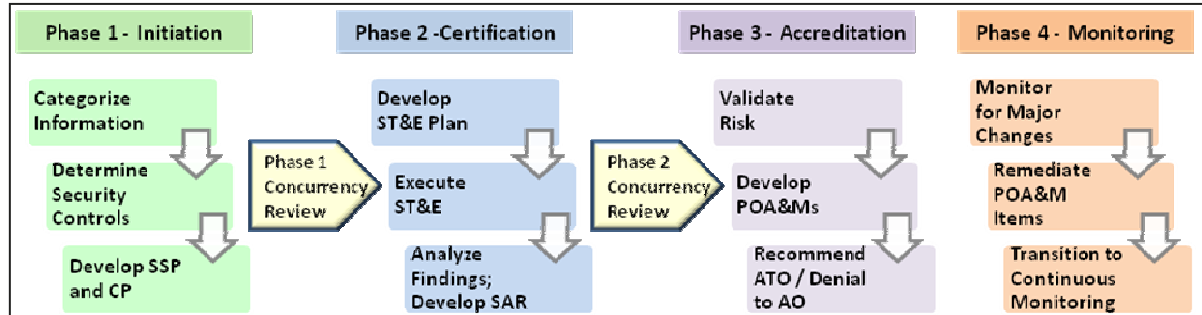 Phase 1 - Initiation
Phase 2 -Certification
Phase 3 - Accreditation
Phase 4 - Monitoring
Categorize
Information
Determine
Security
Controls
Develop SSP
and CP
Phase 1
Concurrency
Review
Develop
ST&E Plan
Execute
ST&E
Analyze
Findings;
Develop SAR
Phase 2
Concurrency
Review
Validate
Risk
Develop
POA&Ms
Recommend
ATO / Denial
to AO
Monitor
for Major
Changes
Remediate
POA&M
Items
Transition to
Continuous
Monitoring